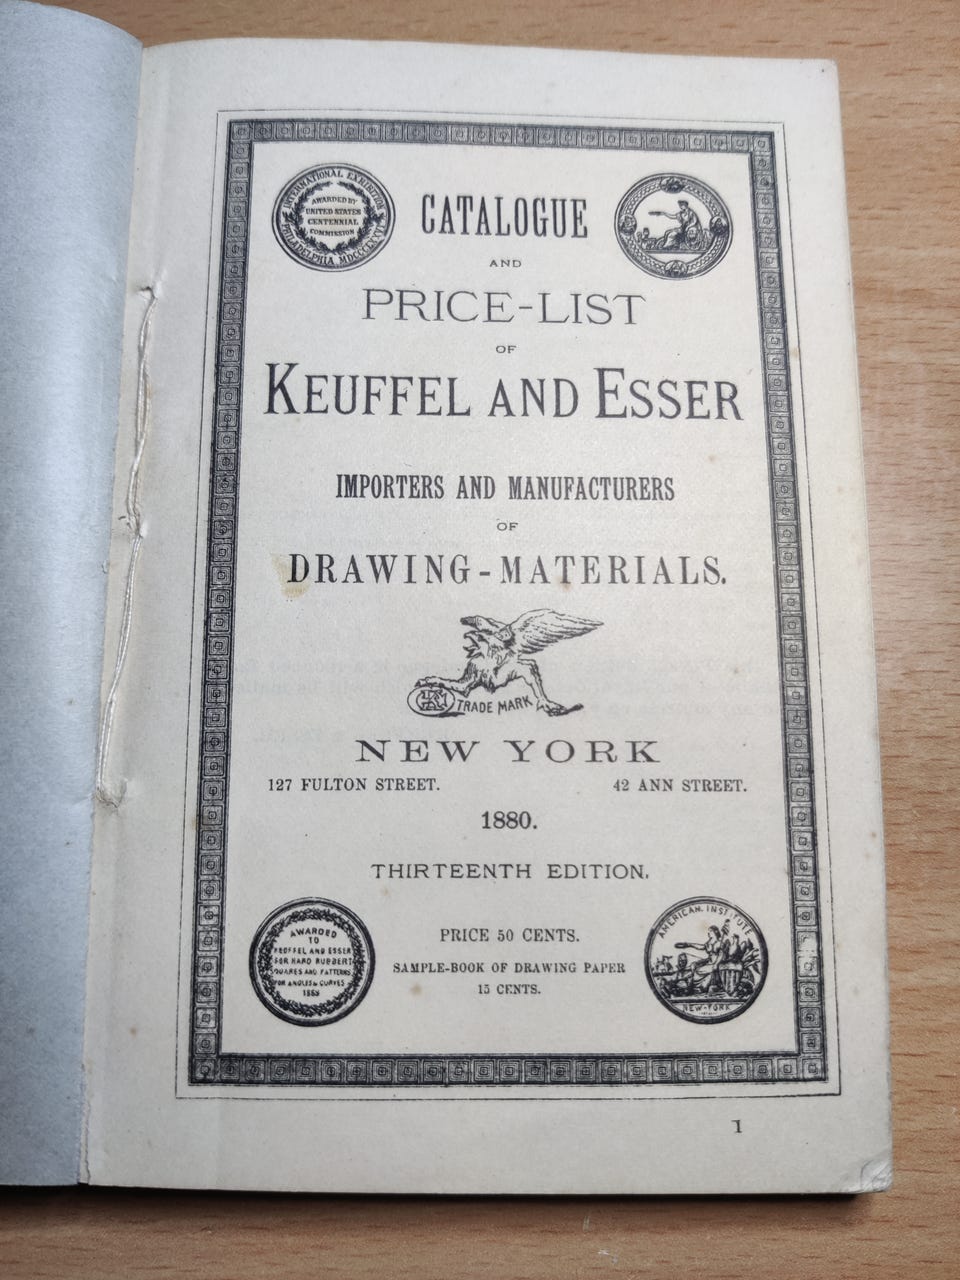 INTERNATIONAL EXHIBITION
PHILADELPHIA MDCCCLXXVI
AWARDED BY
UNITED STATES
CENTENNIAL
COMMISSION
CATALOGUE
AND
PRICE-LIST
OF
KEUFFEL AND ESSER
IMPORTERS AND MANUFACTURERS
OF
DRAWING-MATERIALS.
TRADE MARK
NEW YORK
127 FULTON STREET. 42 ANN STREET.
1880.
THIRTEENTH EDITION.
AWARDED
TO
KEUFFEL AND ESSER
FOR HARD RUBBERT
SQUARES AND PATTERNS
FOR ANGLES & CURVES
PRICE 50 CENTS.
SAMPLE-BOOK OF DRAWING PAPER
15 CENTS.
AMERICAN INSTITUTE
NEW-YORK
1